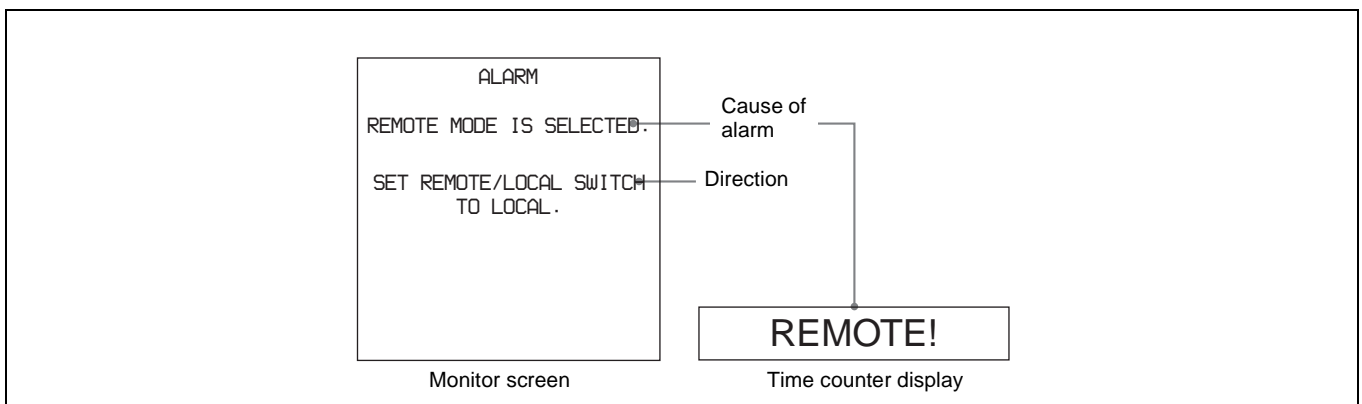 ALARM
REMOTE MODE IS SELECTED.
SET REMOTE/LOCAL SWITCH
TO LOCAL.
Cause of
alarm
Direction
REMOTE!
Monitor screen
Time counter display